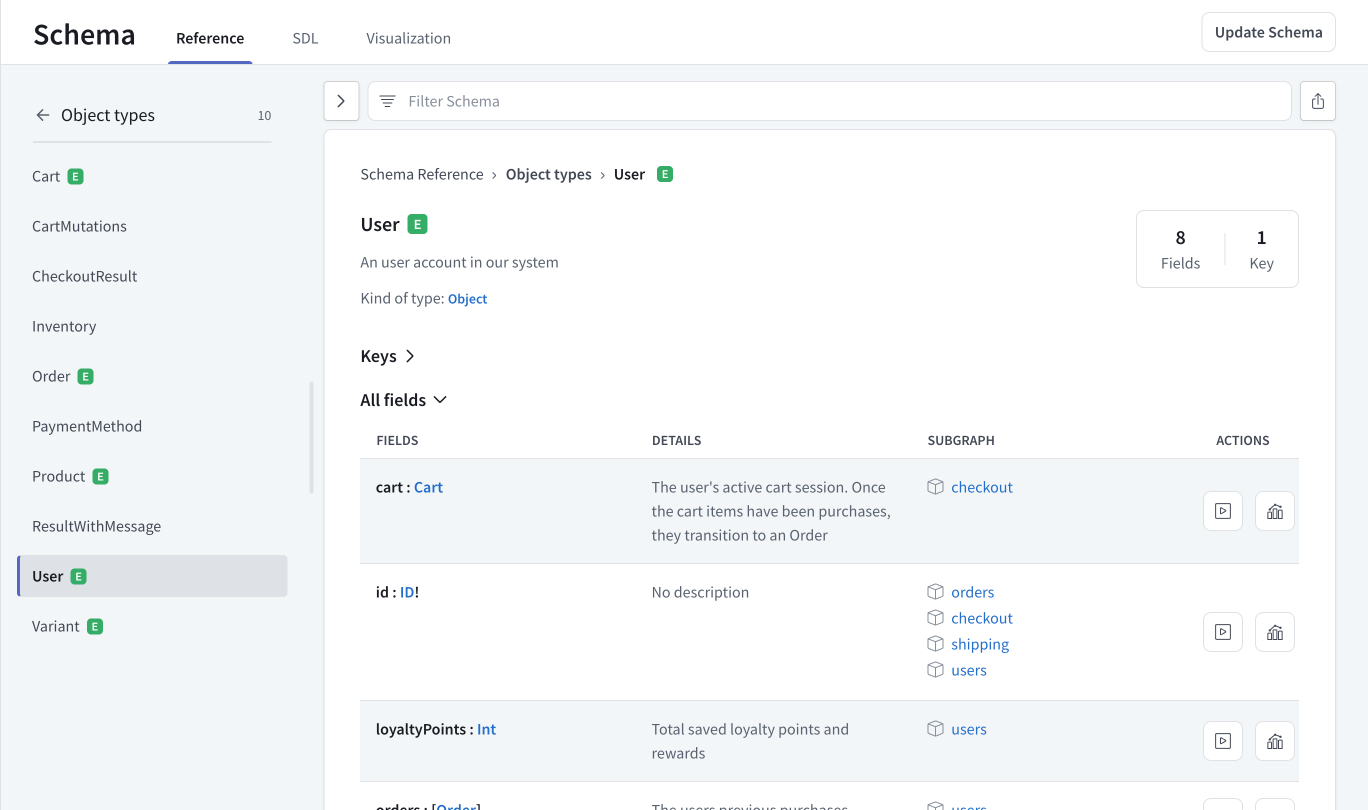 Schema
Reference
SDL
Visualization
Update Schema
Object types
10
Filter Schema
Cart E
CartMutations
CheckoutResult
Inventory
Order E
PaymentMethod
Product E
ResultWithMessage
User E
Variant E
Schema Reference › Object types › User E
User E
An user account in our system
Kind of type: Object
8
Fields
1
Key
Keys
All fields
FIELDS
DETAILS
SUBGRAPH
ACTIONS
cart : Cart
The user's active cart session. Once
the cart items have been purchases,
they transition to an Order
checkout
id : ID!
No description
orders
checkout
shipping
users
loyaltyPoints : Int
Total saved loyalty points and
rewards
users
orders : [Order]
The users previous purchases
users